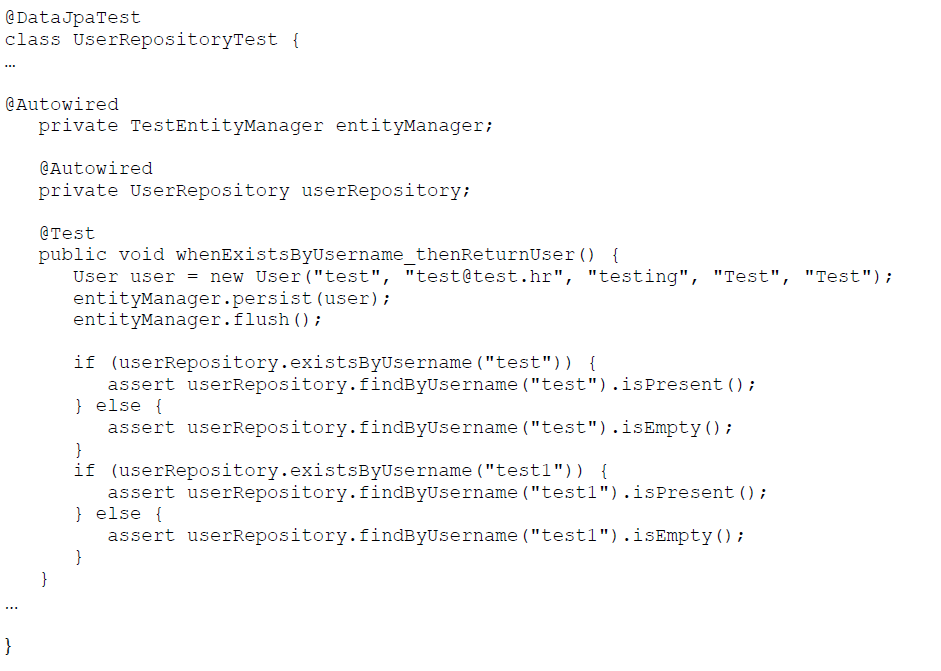 @DataJpaTest
class UserRepositoryTest {
…
@Autowired
   private TestEntityManager entityManager;

   @Autowired
   private UserRepository userRepository;

   @Test
   public void whenExistsByUsername_thenReturnUser() {
      User user = new User("test", "test@test.hr", "testing", "Test", "Test");
      entityManager.persist(user);
      entityManager.flush();

      if (userRepository.existsByUsername("test")) {
         assert userRepository.findByUsername("test").isPresent();
      } else {
         assert userRepository.findByUsername("test").isEmpty();
      }
      if (userRepository.existsByUsername("test1")) {
         assert userRepository.findByUsername("test1").isPresent();
      } else {
         assert userRepository.findByUsername("test1").isEmpty();
      }
   }
…
}